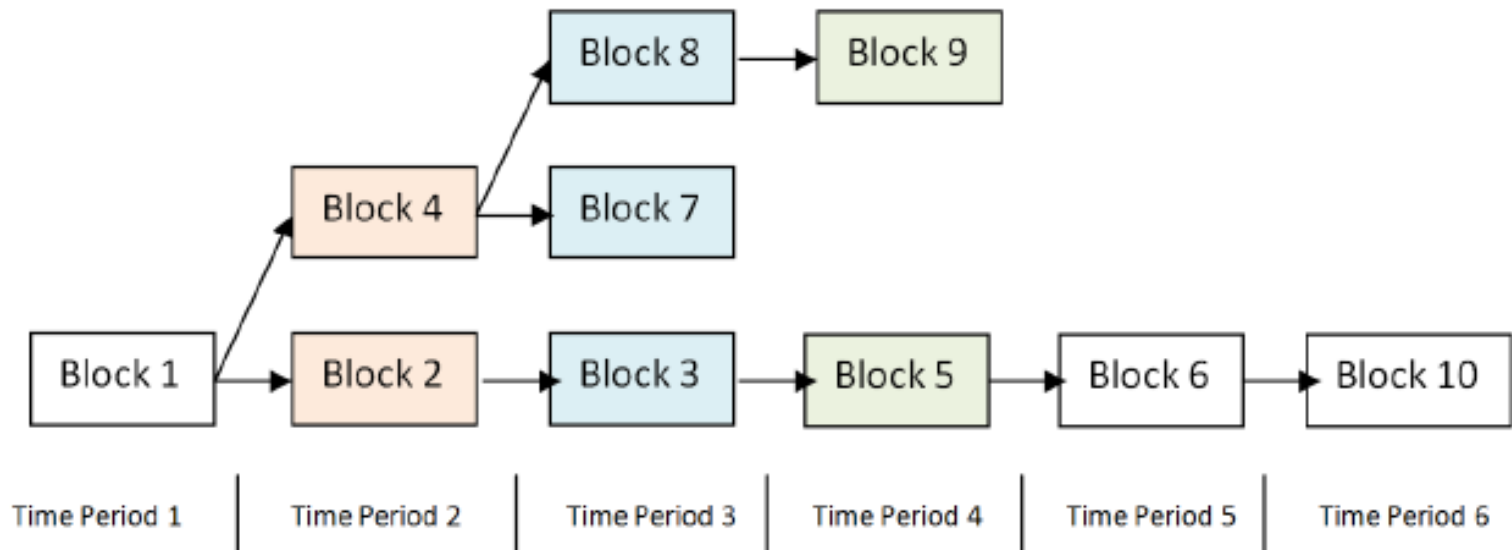 Block 8
Block 9
Block 4
Block 7
Block 1
Block 2
Block 3
Block 5
Block 6
Block 10
Time Period 1
Time Period 2
Time Period 3
Time Period 4
Time Period 5
Time Period 6